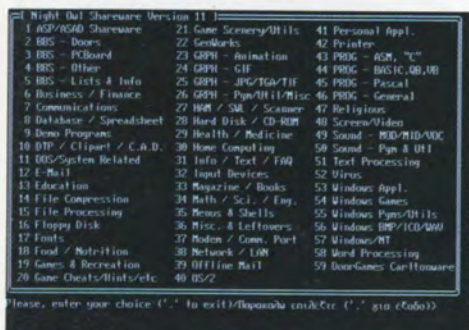 [ Night Owl Shareware Version 11 ]
1 ASP/ASAD Shareware
2 BBS - Doors
3 BBS - PCBoard
4 BBS - Other
5 BBS - Lists & Info
6 Business / Finance
7 Communications
8 Database / Spreadsheet
9 Demo Programs
10 DTP / Clipart / C.A.D.
11 DOS/System Related
12 E-Mail
13 Education
14 File Compression
15 File Processing
16 Floppy Disk
17 Fonts
18 Food / Nutrition
19 Games & Recreation
20 Game Cheats/Hints/etc
21 Game Scenery/Utils
22 GeoWorks
23 GRPH - Animation
24 GRPH - GIF
25 GRPH - JPG/TGA/TIF
26 GRPH - Pgm/Util/Misc
27 HAM / SWL / Scanner
28 Hard Disk / CD-ROM
29 Health / Medicine
30 Home Computing
31 Info / Text / FAQ
32 Input Devices
33 Magazine / Books
34 Math / Sci. / Eng.
35 Menus & Shells
36 Misc. & Leftovers
37 Modem / Comm. Port
38 Network / LAN
39 Offline Mail
40 OS/2
41 Personal Appl.
42 Printer
43 PROG - ASM, "C"
44 PROG - BASIC,QB,VB
45 PROG - Pascal
46 PROG - General
47 Religious
48 Screen/Video
49 Sound - MOD/MID/VOC
50 Sound - Pgm & Utl
51 Text Processing
52 Virus
53 Windows Appl.
54 Windows Games
55 Windows Pgms/Utils
56 Windows BMP/ICO/WAV
57 Windows/NT
58 Word Processing
59 DoorGames Carltonware
Please, enter your choice ('.' to exit)/Παρακαλω επιλεξτε ('.' για εξοδο))